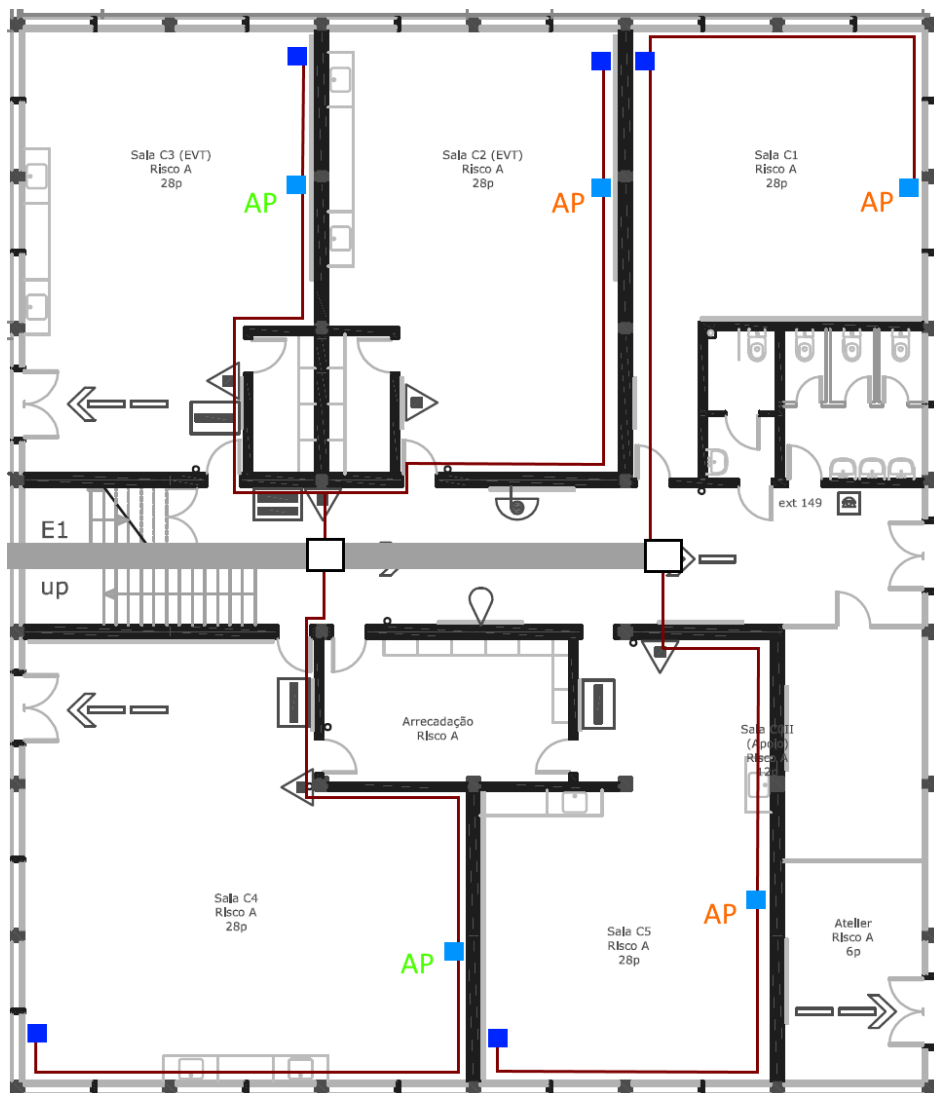 Sala C3 (EVT)
Risco A
28p
AP
Sala C2 (EVT)
Risco A
28p
AP
Sala C1
Risco A
28p
AP
ext 149
E1
up
Arrecadação
Risco A
Sala C4
Risco A
28p
AP
Sala C5
Risco A
28p
AP
(Apoio)
Risco A
Atelier
Risco A
6p